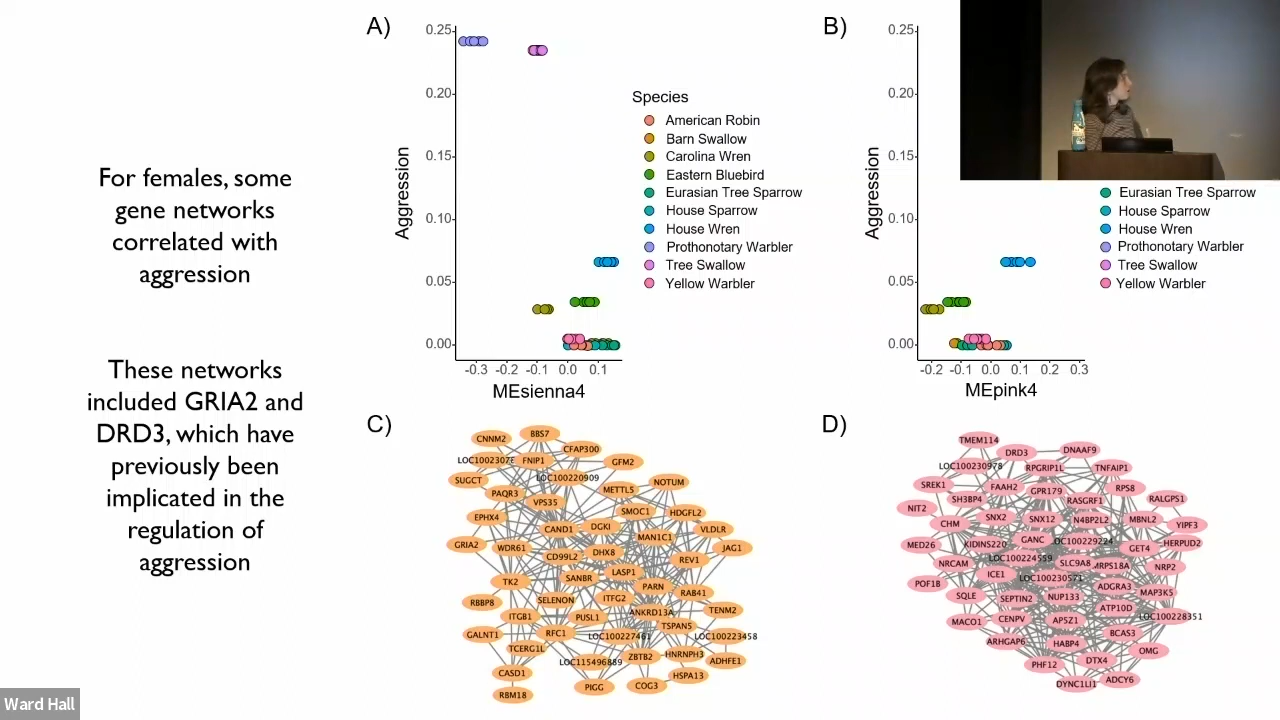 For females, some
gene networks
correlated with
aggression
These networks
included GRIA2 and
DRD3, which have
previously been
implicated in the
regulation of
aggression
A)
0.25
0.20
0.15
0.10
0.05
0.00
Aggression
-0.3 -0.2 -0.1 0.0 0.1
MEsienna4
Species
American Robin
Barn Swallow
Carolina Wren
Eastern Bluebird
Eurasian Tree Sparrow
House Sparrow
House Wren
Prothonotary Warbler
Tree Swallow
Yellow Warbler
B)
0.25
0.20
0.15
0.10
0.05
0.00
Aggression
-0.2 -0.1 0.0 0.1 0.2 0.3
MEpink4
Eurasian Tree Sparrow
House Sparrow
House Wren
Prothonotary Warbler
Tree Swallow
Yellow Warbler
C)
CNNM2 BBS7
CFAP300
FNIP1 GFM2
SUGCT LOC100220909
PAQR3 VPS35 METTL5 NOTUM
EPHX4 SMOC1 HDGFL2
CAND1 DGKI MAN1C1 VLDLR
GRIA2 WDR61 CD99L2 DHX8 REV1 JAG1
TK2 SANBR LASP1 PARN RAB41
RBBP8 SELENON ITFG2 ANKRD13A TENM2
ITGB1 PUSL1 TSPAN5
GALNT1 RFC1 LOC100227461 LOC100223458
TCERG1L LOC115496889 ZBTB2 HNRNPH3 ADHFE1
CASD1 HSPA13
RBM18 PIGG COG3
D)
TMEM114 DRD3 DNAAF9
LOC100230978 RPGRIP1L TNFAIP1
SREK1 FAAH2 GPR179 RPS8
NIT2 SH3BP4 RASGRF1 RALGPS1
CHM SNX2 SNX12 N4BP2L2 MBNL2 YIPF3
MED26 KIDINS220 GANC GET4 HERPUD2
NRCAM LOC100224559 SLC9A8 MRPS18A NRP2
POF1B ICE1 LOC100230571 ADGRA3 MAP3K5
SQLE SEPTIN2 NUP133 ATP10D
MACO1 CENPV AP5Z1 LOC100228351
ARHGAP6 HABP4 BCAS3
PHF12 DTX4 OMG
DYNC1LI1 ADCY6
Ward Hall